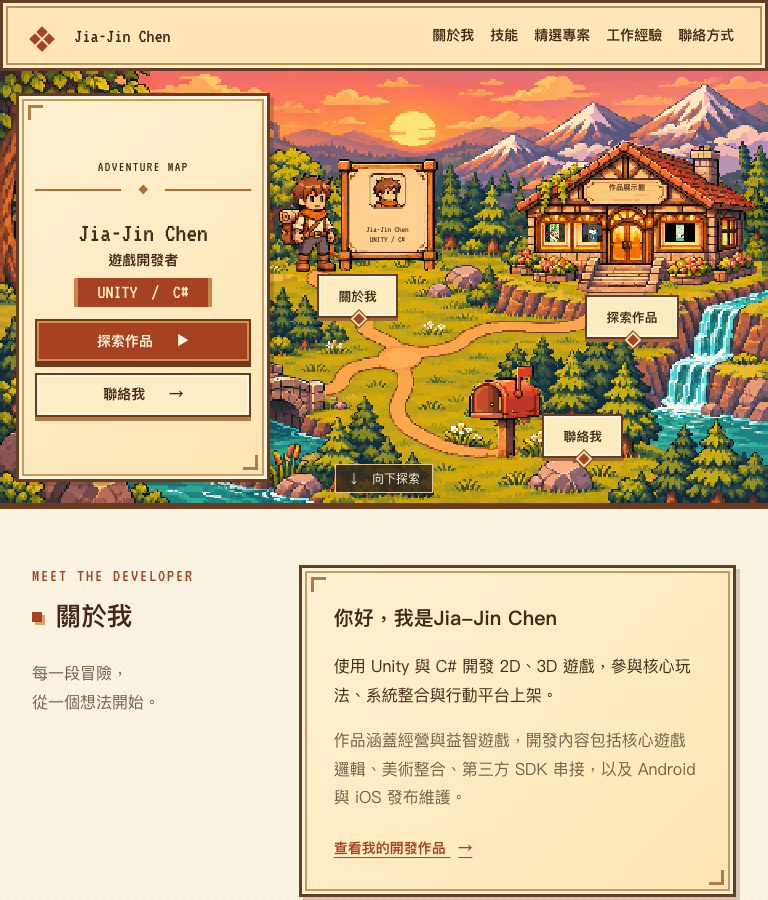 Jia-Jin Chen
關於我 技能 精選專案 工作經驗 聯絡方式
ADVENTURE MAP
Jia-Jin Chen
遊戲開發者
UNITY / C#
探索作品 ▶
聯絡我 →
Jia-Jin Chen
UNITY / C#
作品展示館
關於我
探索作品
聯絡我
↓ 向下探索
MEET THE DEVELOPER
關於我
每一段冒險，
從一個想法開始。
你好，我是Jia-Jin Chen
使用 Unity 與 C# 開發 2D、3D 遊戲，參與核心玩
法、系統整合與行動平台上架。
作品涵蓋經營與益智遊戲，開發內容包括核心遊戲
邏輯、美術整合、第三方 SDK 串接，以及 Android
與 iOS 發布維護。
查看我的開發作品 →